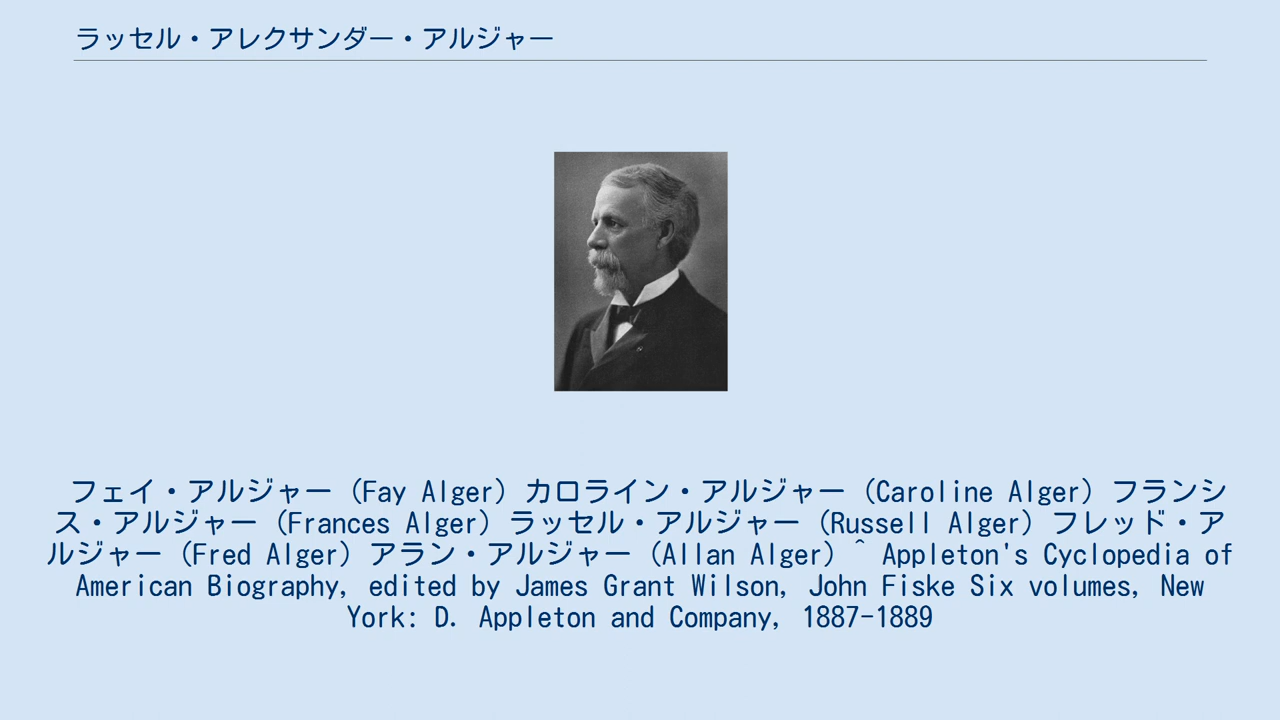 ラッセル・アレクサンダー・アルジャー
フェイ・アルジャー（Fay Alger）カロライン・アルジャー（Caroline Alger）フランシ
ス・アルジャー（Frances Alger）ラッセル・アルジャー（Russell Alger）フレッド・ア
ルジャー（Fred Alger）アラン・アルジャー（Allan Alger）^ Appleton's Cyclopedia of
American Biography, edited by James Grant Wilson, John Fiske Six volumes, New
York: D. Appleton and Company, 1887-1889